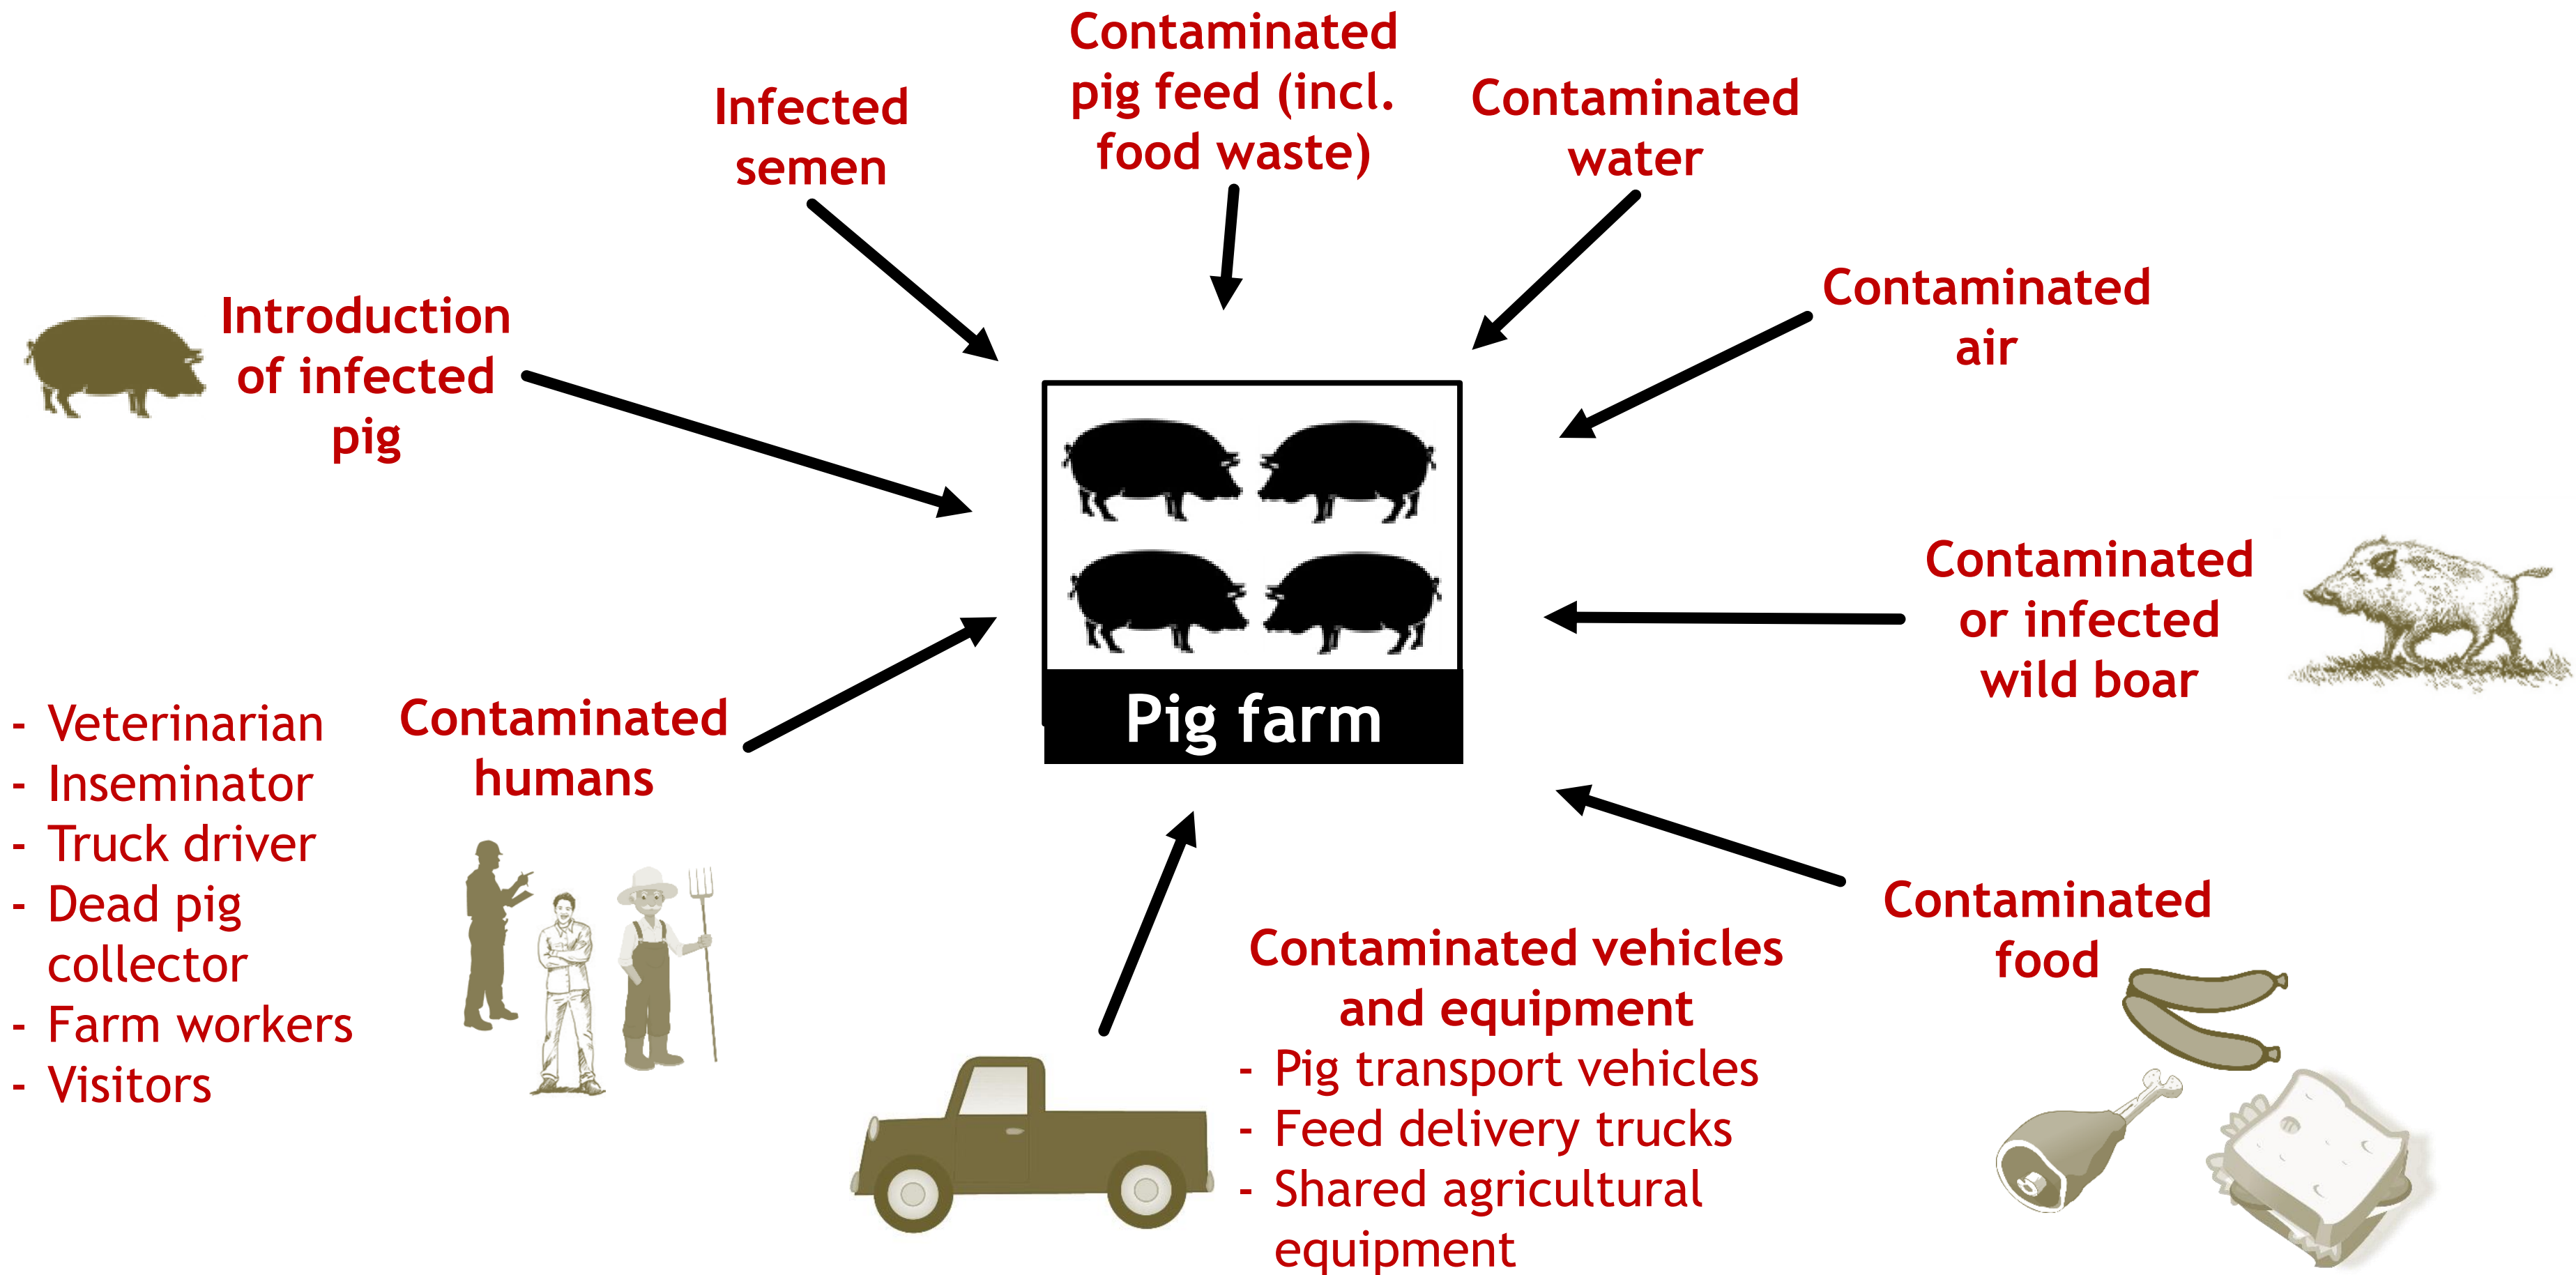 Contaminated
pig feed (incl.
food waste)
Infected
semen
Contaminated
water
Contaminated
air
Introduction
of infected
pig
Contaminated
or infected
wild boar
Pig farm
- Veterinarian
- Inseminator
- Truck driver
- Dead pig
collector
- Farm workers
- Visitors
Contaminated
humans
Contaminated vehicles
and equipment
- Pig transport vehicles
- Feed delivery trucks
- Shared agricultural
equipment
Contaminated
food